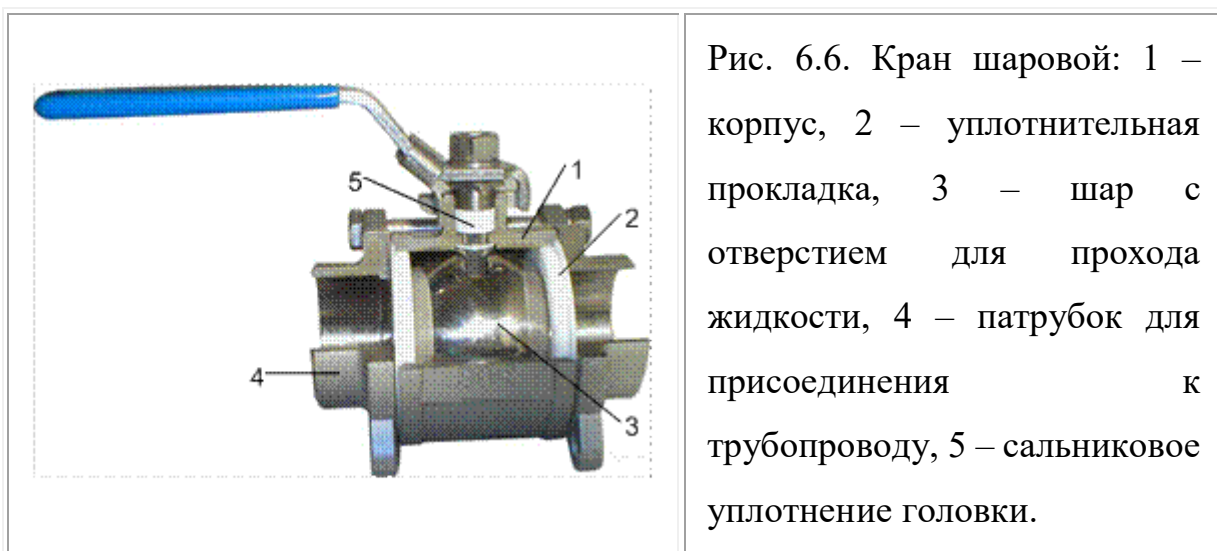 1
5
2
4
3
Рис. 6.6. Кран шаровой: 1 –
корпус, 2 – уплотнительная
прокладка, 3 – шар с
отверстием для прохода
жидкости, 4 – патрубок для
присоединения к
трубопроводу, 5 – сальниковое
уплотнение головки.